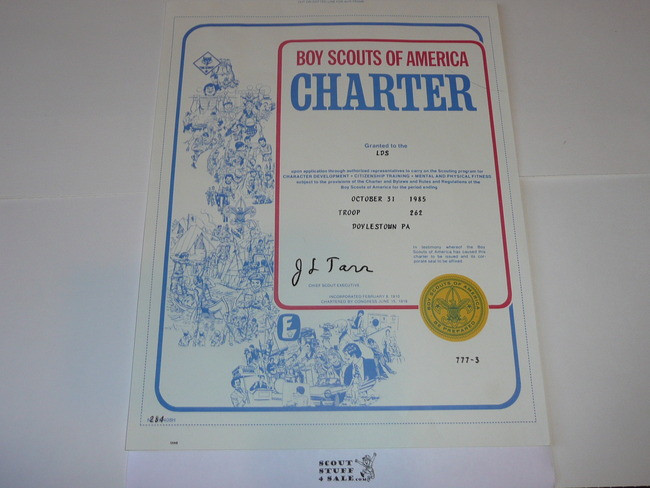 BOY SCOUTS OF AMERICA
CHARTER
Granted to the
LDS
upon application through authorized representatives to carry on the Scouting program for
CHARACTER DEVELOPMENT • CITIZENSHIP TRAINING • MENTAL AND PHYSICAL FITNESS
subject to the provisions of the Charter and Bylaws and Rules and Regulations of the
Boy Scouts of America for the period ending
OCTOBER 31 1985
TROOP 262
DOYLESTOWN PA
In testimony whereof the Boy
Scouts of America has caused this
charter to be issued and its cor-
porate seal to be affixed
J L Tarr
CHIEF SCOUT EXECUTIVE
INCORPORATED FEBRUARY 8, 1910
CHARTERED BY CONGRESS JUNE 15, 1916
BOY SCOUTS OF AMERICA
BE PREPARED
E
777-3
SCOUT
STUFF
4 SALE.com